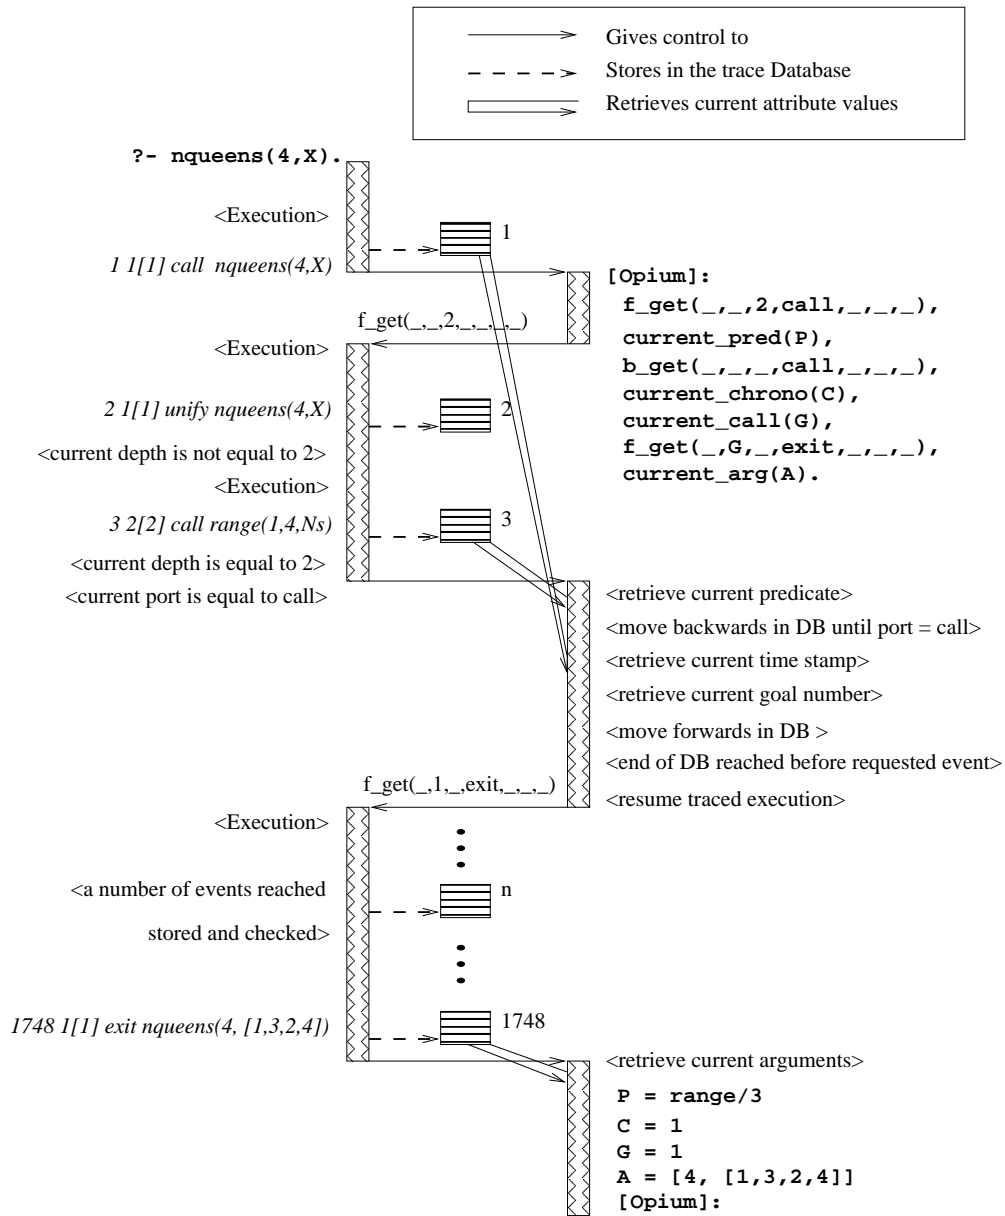 Gives control to
Stores in the trace Database
Retrieves current attribute values
?- nqueens(4,X).
<Execution>
1
1 1[1] call nqueens(4,X)
[Opium]:
f_get(_,_,2,call,_,_,_),
current_pred(P),
b_get(_,_,_,call,_,_,_),
current_chrono(C),
current_call(G),
f_get(_,G,_,exit,_,_,_),
current_arg(A).
f_get(_,_,2,_,_,_,_)
<Execution>
2 1[1] unify nqueens(4,X)
2
<current depth is not equal to 2>
<Execution>
3 2[2] call range(1,4,Ns)
3
<current depth is equal to 2>
<current port is equal to call>
<retrieve current predicate>
<move backwards in DB until port = call>
<retrieve current time stamp>
<retrieve current goal number>
<move forwards in DB >
<end of DB reached before requested event>
<resume traced execution>
f_get(_,1,_,exit,_,_,_)
<Execution>
<a number of events reached
stored and checked>
n
1748 1[1] exit nqueens(4, [1,3,2,4])
1748
<retrieve current arguments>
P = range/3
C = 1
G = 1
A = [4, [1,3,2,4]]
[Opium]: